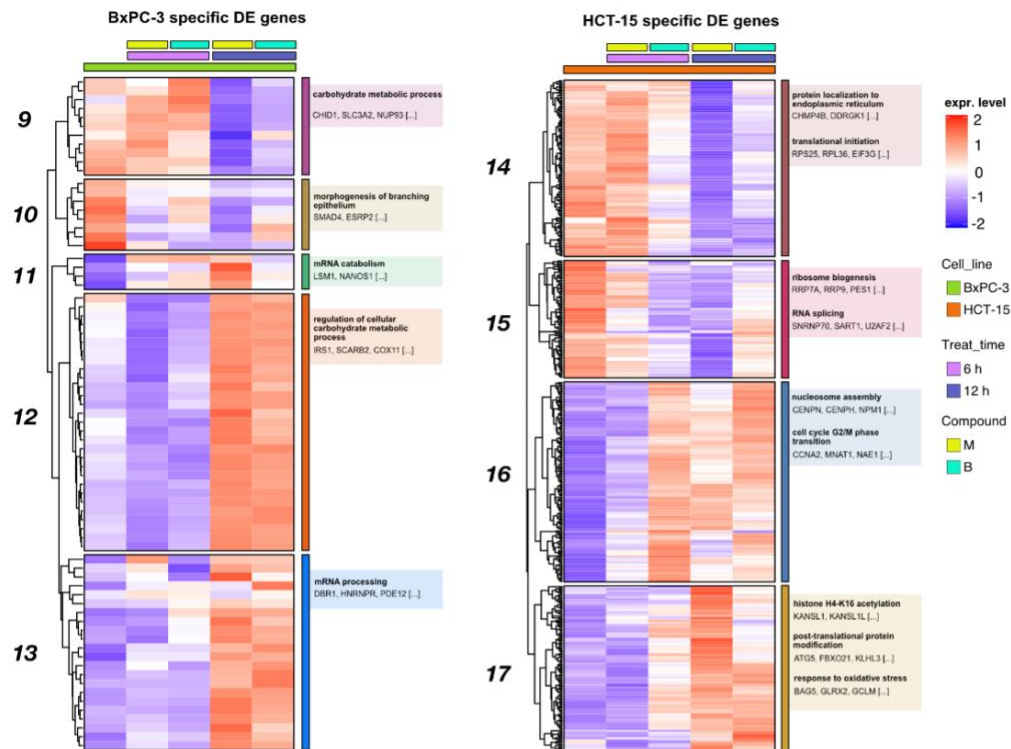 BxPC-3 specific DE genes
9
carbohydrate metabolic process
CHID1, SLC3A2, NUP93 [...]
10
morphogenesis of branching
epithelium
SMAD4, ESRP2 [...]
11
mRNA catabolism
LSM1, NANOS1 [...]
12
regulation of cellular
carbohydrate metabolic
process
IRS1, SCARB2, COX11 [...]
13
mRNA processing
DBR1, HNRNPR, PDE12 [...]
HCT-15 specific DE genes
14
protein localization to
endoplasmic reticulum
CHMP4B, DDRGK1 [...]
translational initiation
RPS25, RPL36, EIF3G [...]
15
ribosome biogenesis
RRP7A, RRP9, PES1 [...]
RNA splicing
SNRNP70, SART1, U2AF2 [...]
16
nucleosome assembly
CENPN, CENPH, NPM1 [...]
cell cycle G2/M phase
transition
CCNA2, MNAT1, NAE1 [...]
17
histone H4-K16 acetylation
KANSL1, KANSL1L [...]
post-translational protein
modification
ATG5, FBXO21, KLHL3 [...]
response to oxidative stress
BAG5, GLRX2, GCLM [...]
expr. level
2
1
0
-1
-2
Cell_line
BxPC-3
HCT-15
Treat_time
6 h
12 h
Compound
M
B